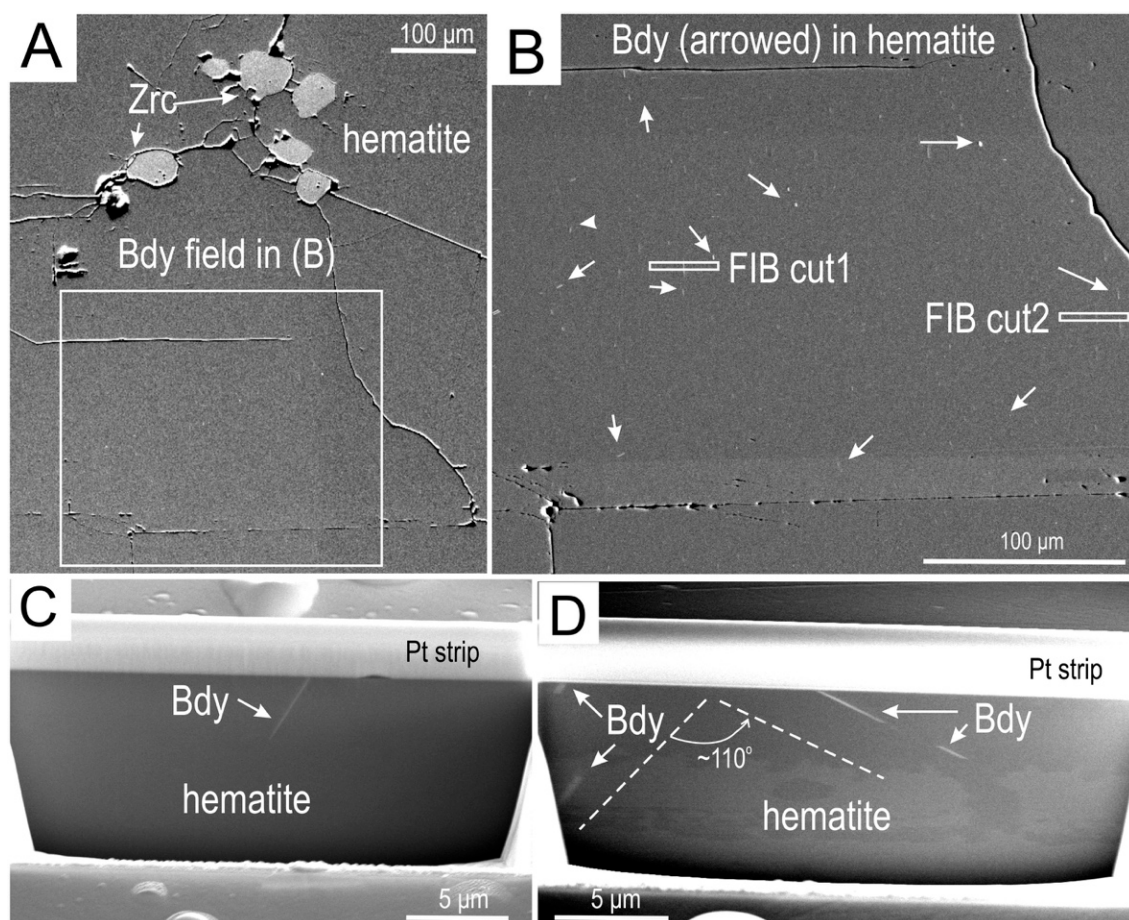 A
100 µm
Zrc
hematite
Bdy field in (B)
B
Bdy (arrowed) in hematite
FIB cut1
FIB cut2
100 µm
C
Pt strip
Bdy
hematite
5 µm
D
Pt strip
Bdy
Bdy
~110°
hematite
5 µm